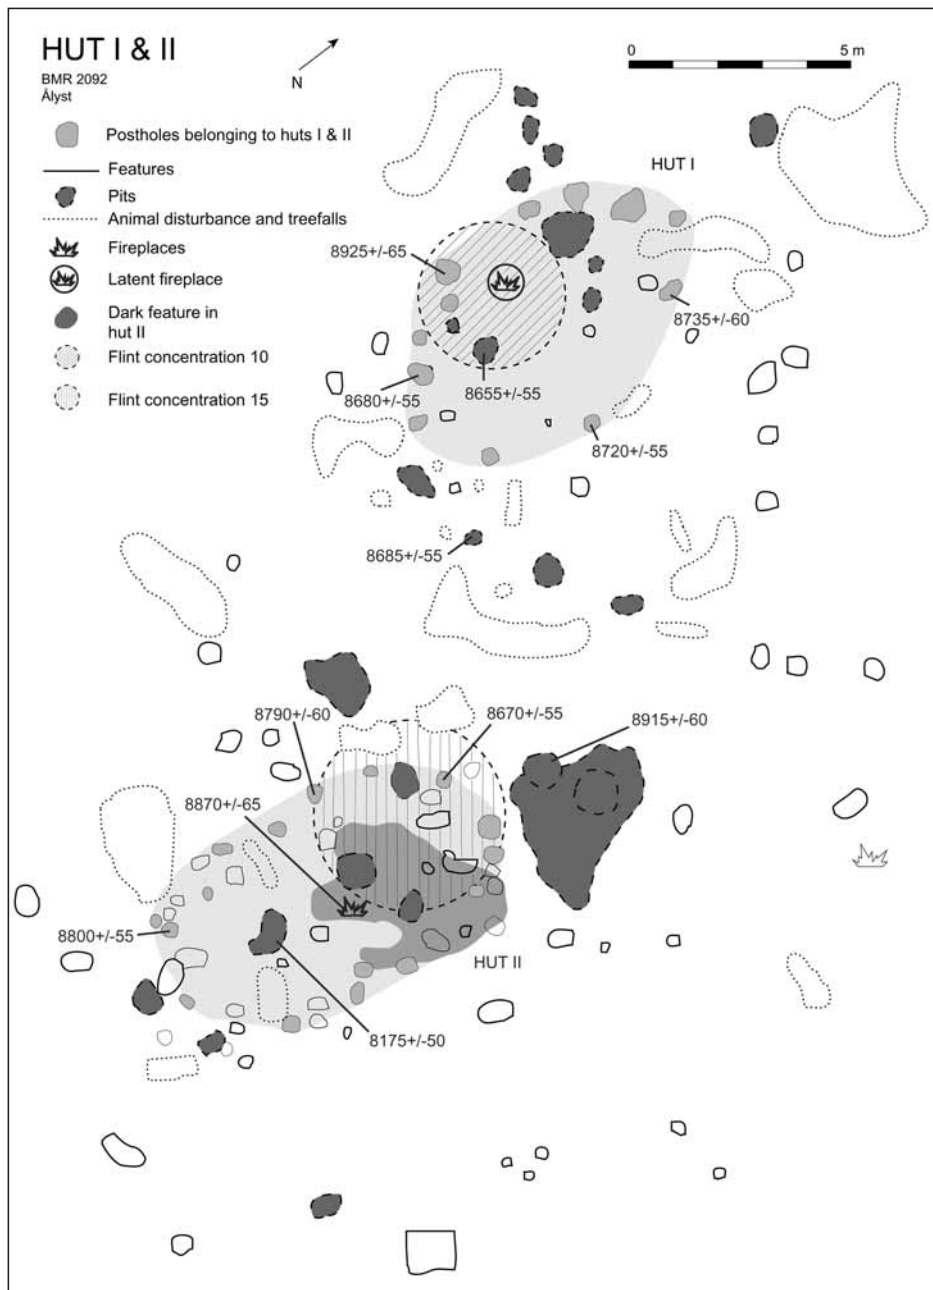 HUT I & II
BMR 2092
Ålyst
N
0 5 m
Postholes belonging to huts I & II
Features
Pits
Animal disturbance and treefalls
Fireplaces
Latent fireplace
Dark feature in
hut II
Flint concentration 10
Flint concentration 15
HUT I
8925+/-65
8735+/-60
8680+/-55
8655+/-55
8720+/-55
8685+/-55
8790+/-60
8670+/-55
8915+/-60
8870+/-65
8800+/-55
HUT II
8175+/-50